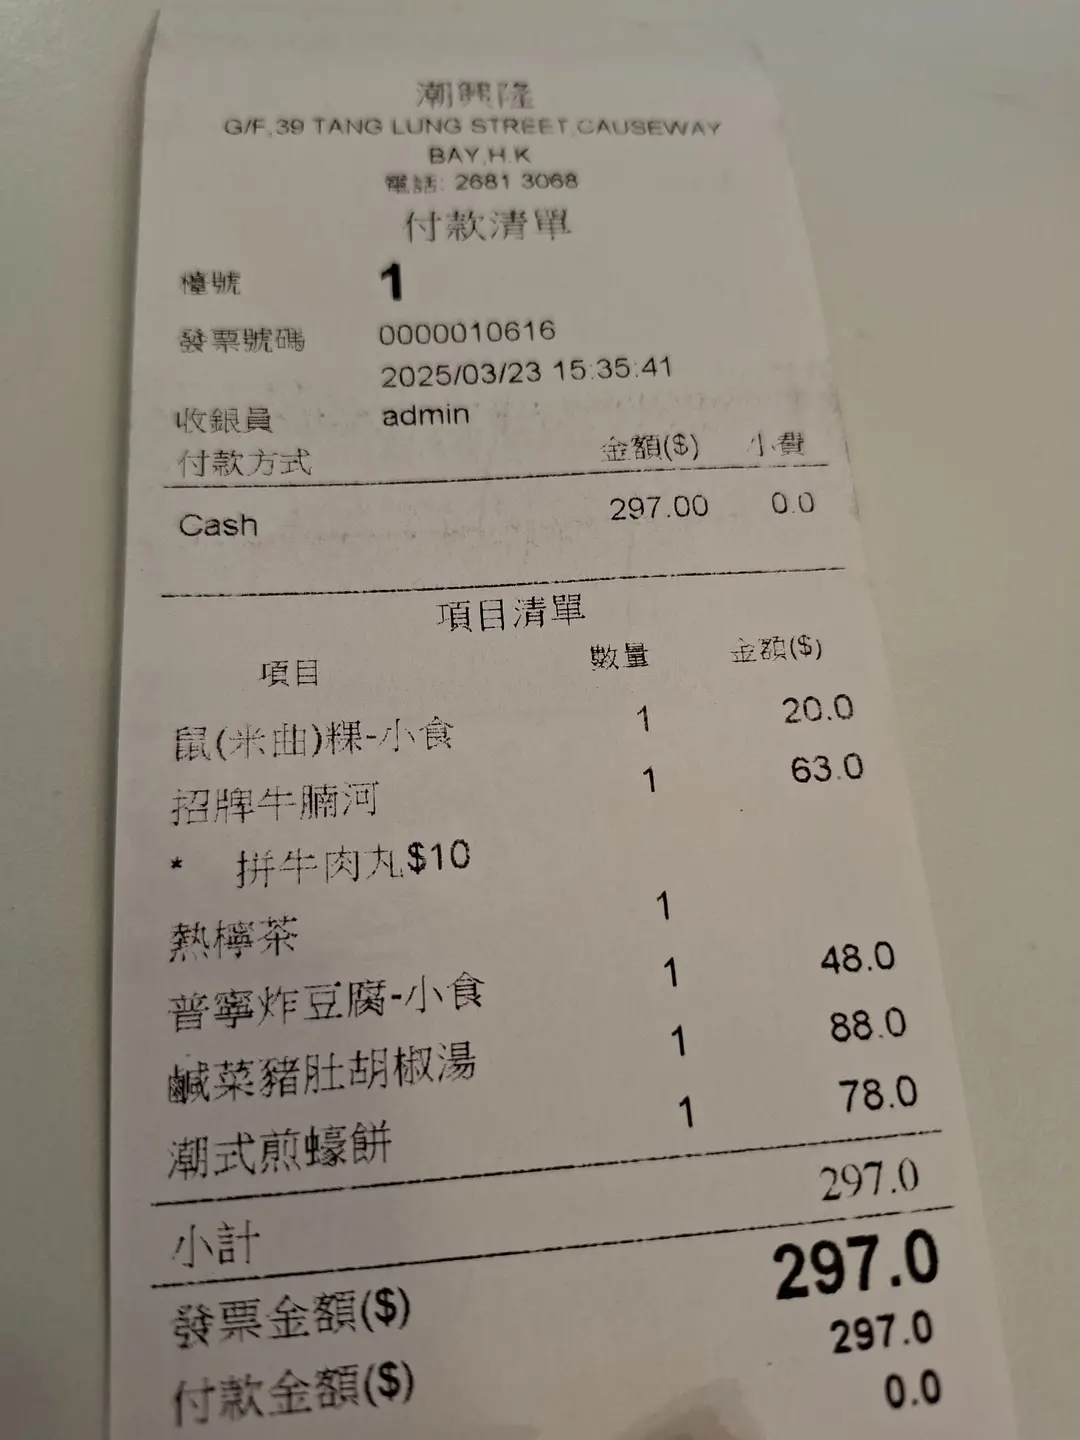 潮興隆
G/F,39 TANG LUNG STREET,CAUSEWAY
BAY,H.K
電話: 2681 3068
付款清單
檯號 1
發票號碼 0000010616
2025/03/23 15:35:41
收銀員 admin
付款方式 金額($) 小費
Cash 297.00 0.0
項目清單
項目 數量 金額($)
鼠(米曲)粿-小食 1 20.0
招牌牛腩河 1 63.0
* 拼牛肉丸$10
熱檸茶 1
普寧炸豆腐-小食 1 48.0
鹹菜豬肚胡椒湯 1 88.0
潮式煎蠔餅 1 78.0
小計 297.0
發票金額($) 297.0
付款金額($) 297.0
0.0